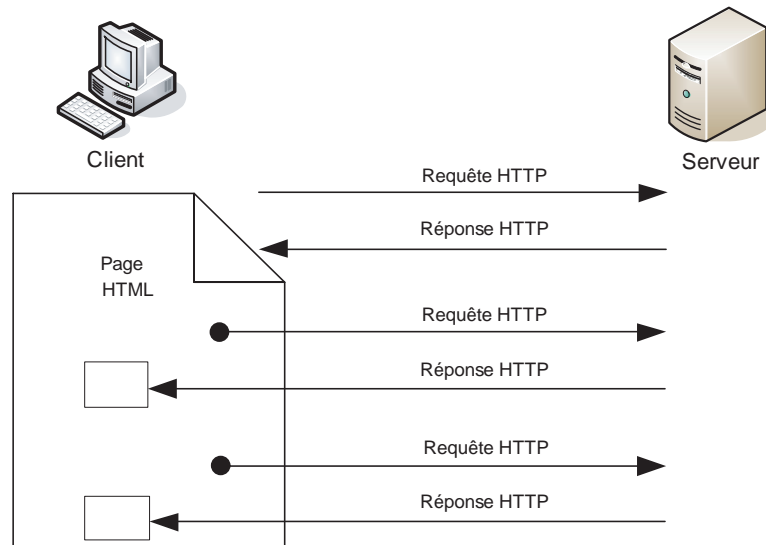 Client
Serveur
Requête HTTP
Réponse HTTP
Page
HTML
Requête HTTP
Réponse HTTP
Requête HTTP
Réponse HTTP